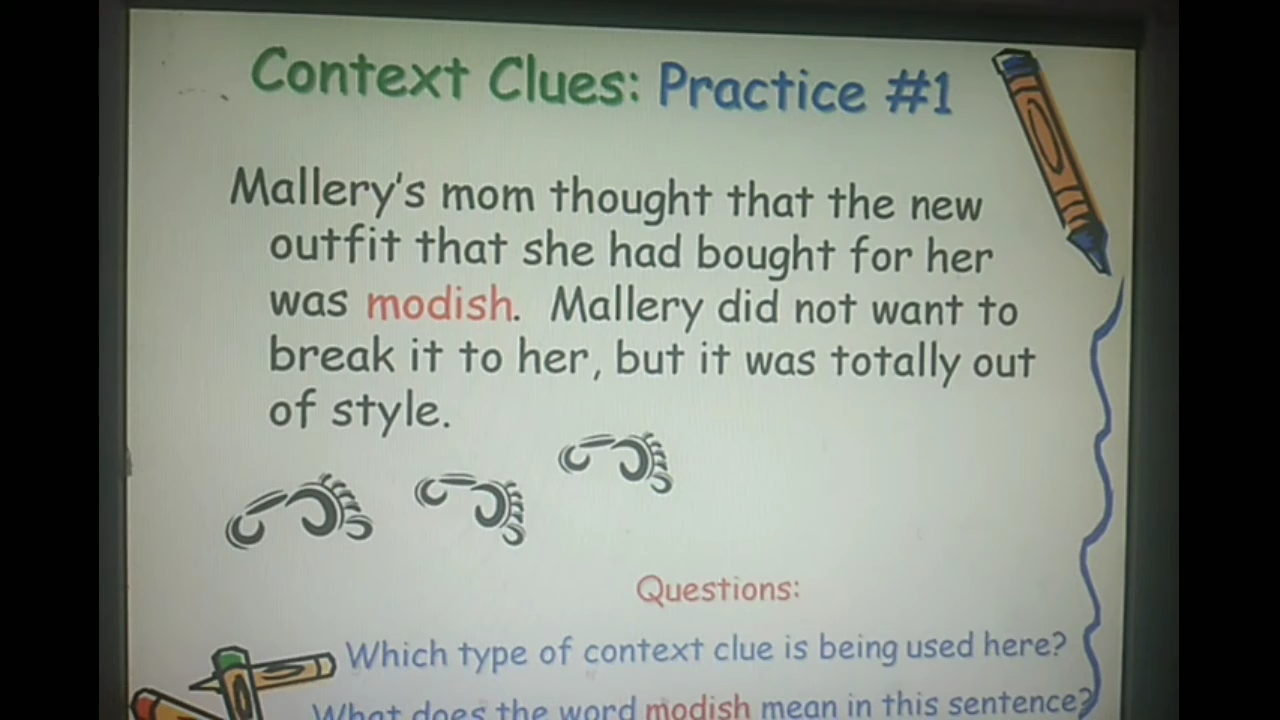 Context Clues: Practice #1
Mallery's mom thought that the new
outfit that she had bought for her
was modish. Mallery did not want to
break it to her, but it was totally out
of style.
Questions:
Which type of context clue is being used here?
What does the word modish mean in this sentence?